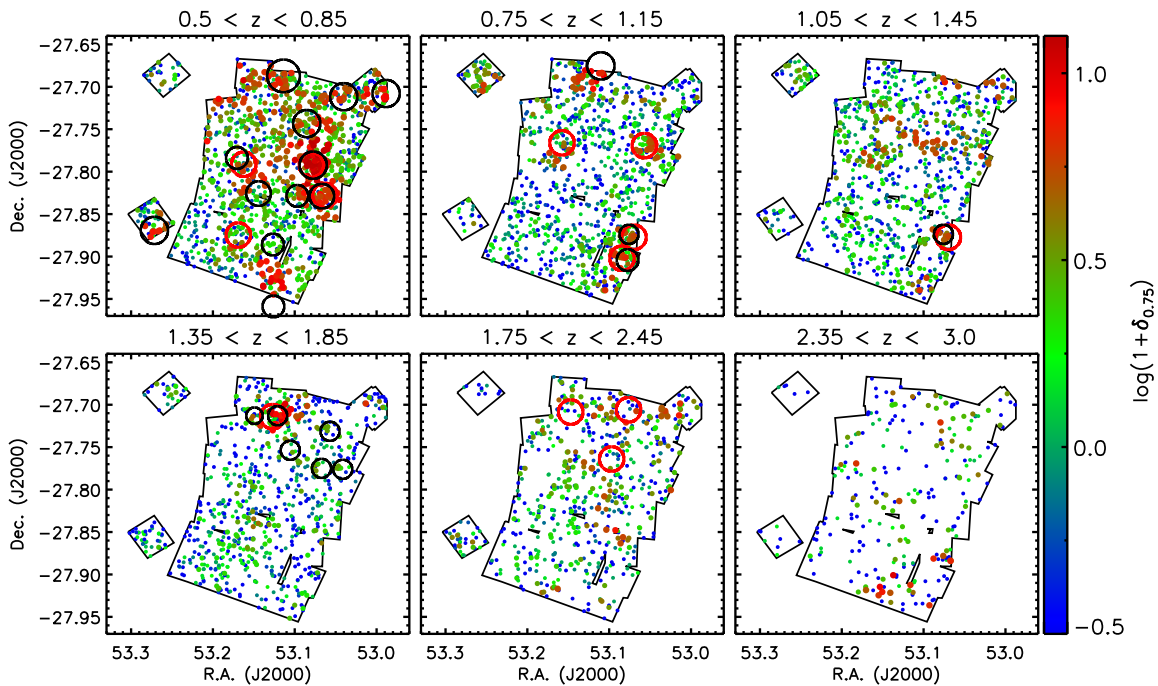 0.5 < z < 0.85
0.75 < z < 1.15
1.05 < z < 1.45
−27.65
−27.70
−27.75
−27.80
−27.85
−27.90
−27.95
Dec. (J2000)
1.35 < z < 1.85
1.75 < z < 2.45
2.35 < z < 3.0
−27.65
−27.70
−27.75
−27.80
−27.85
−27.90
−27.95
Dec. (J2000)
53.3 53.2 53.1 53.0
53.3 53.2 53.1 53.0
53.3 53.2 53.1 53.0
R.A. (J2000)
R.A. (J2000)
R.A. (J2000)
1.0
0.5
0.0
−0.5
log(1+δ0.75)